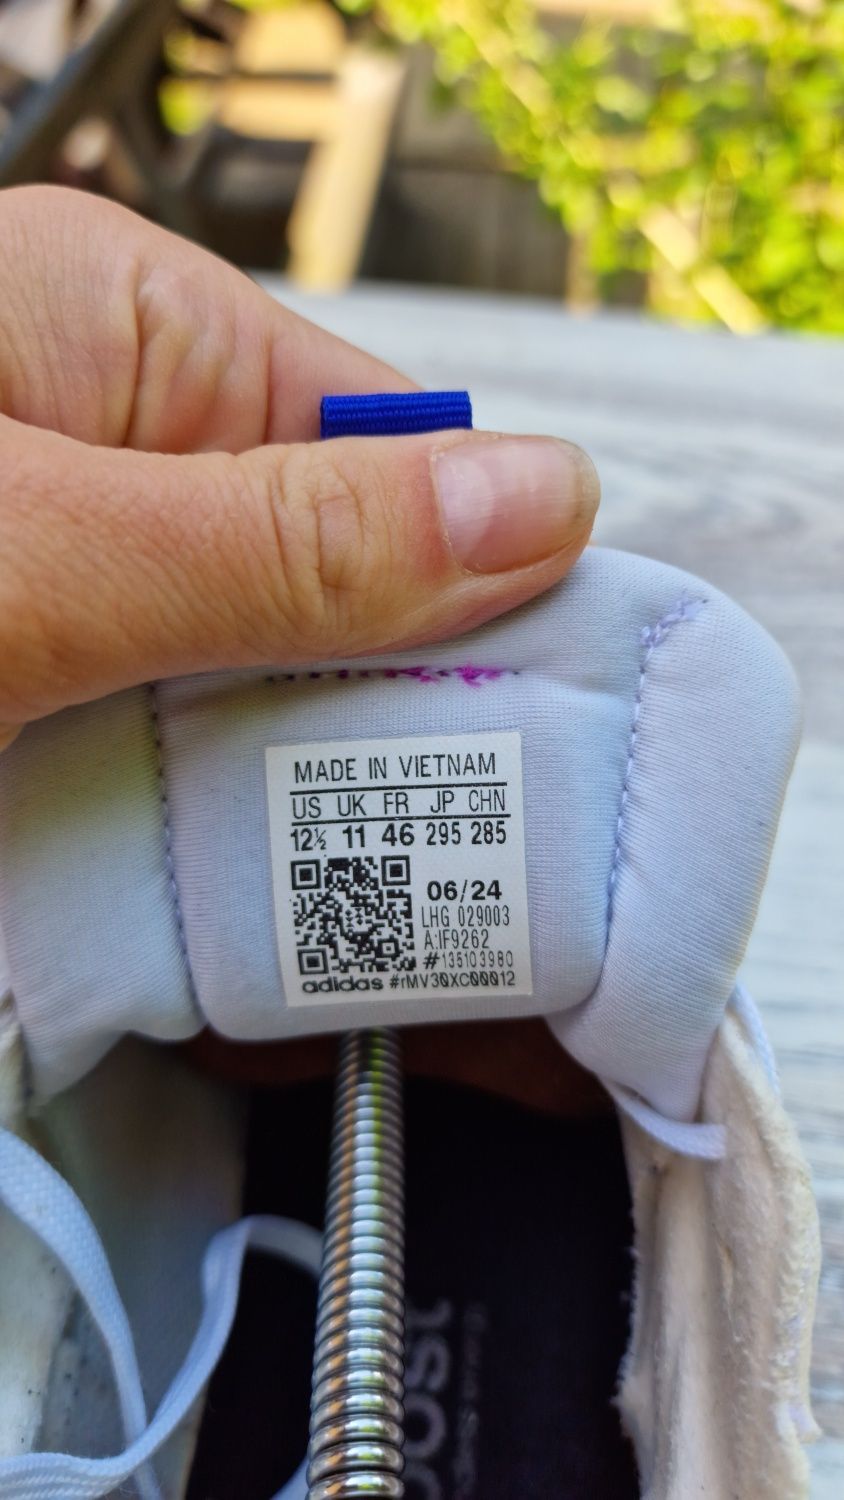 MADE IN VIETNAM
US UK FR JP CHN
12½ 11 46 295 285
06/24
LHG 029003
A:IF9262
#135103980
adidas #rMV30XC00012